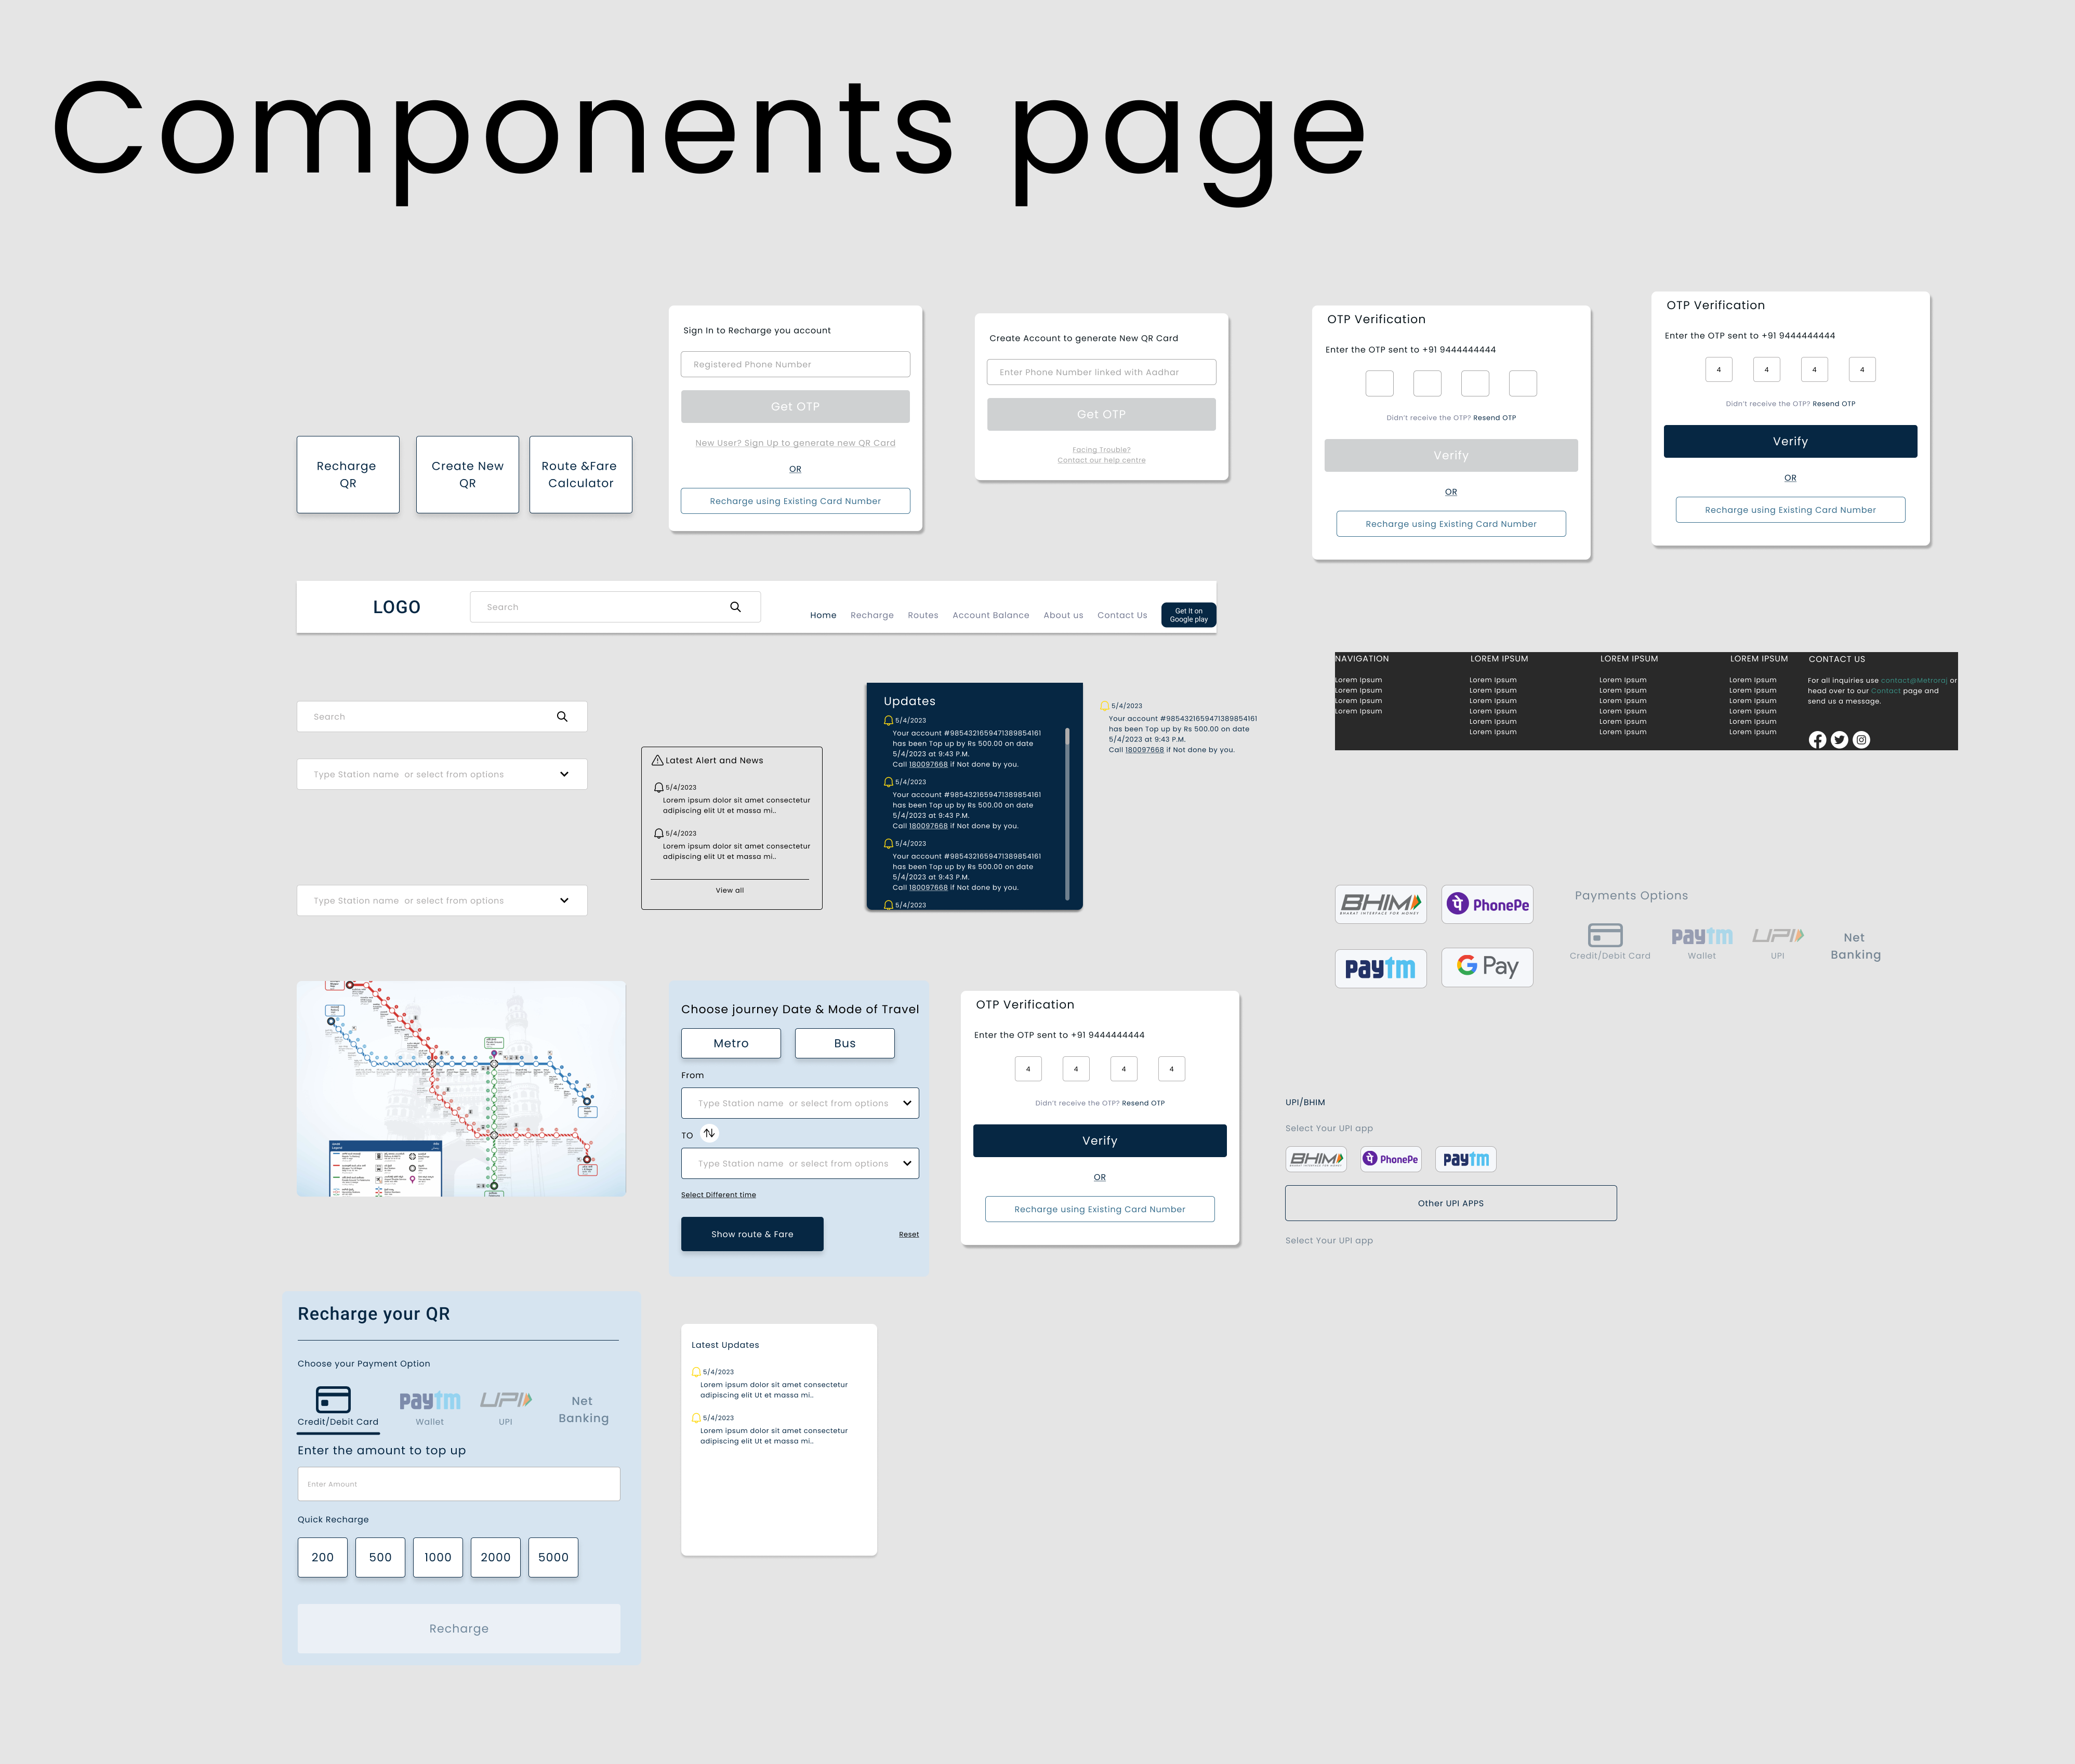 Components page
Recharge
QR
Create New
QR
Route &Fare
Calculator
Sign In to Recharge you account
Registered Phone Number
Get OTP
New User? Sign Up to generate new QR Card
OR
Recharge using Existing Card Number
Create Account to generate New QR Card
Enter Phone Number linked with Aadhar
Get OTP
Facing Trouble?
Contact our help centre
OTP Verification
Enter the OTP sent to +91 9444444444
Didn't receive the OTP? Resend OTP
Verify
OR
Recharge using Existing Card Number
OTP Verification
Enter the OTP sent to +91 9444444444
4 4 4 4
Didn't receive the OTP? Resend OTP
Verify
OR
Recharge using Existing Card Number
LOGO
Search
Home Recharge Routes Account Balance About us Contact Us
Get It on
Google play
Search
Type Station name or select from options
Type Station name or select from options
Latest Alert and News
5/4/2023
Lorem ipsum dolor sit amet consectetur
adipiscing elit Ut et massa mi..
5/4/2023
Lorem ipsum dolor sit amet consectetur
adipiscing elit Ut et massa mi..
View all
Updates
5/4/2023
Your account #9854321659471389854161
has been Top up by Rs 500.00 on date
5/4/2023 at 9:43 P.M.
Call 180097668 if Not done by you.
5/4/2023
Your account #9854321659471389854161
has been Top up by Rs 500.00 on date
5/4/2023 at 9:43 P.M.
Call 180097668 if Not done by you.
5/4/2023
Your account #9854321659471389854161
has been Top up by Rs 500.00 on date
5/4/2023 at 9:43 P.M.
Call 180097668 if Not done by you.
5/4/2023
5/4/2023
Your account #9854321659471389854161
has been Top up by Rs 500.00 on date
5/4/2023 at 9:43 P.M.
Call 180097668 if Not done by you.
NAVIGATION
Lorem Ipsum
Lorem Ipsum
Lorem Ipsum
Lorem Ipsum
LOREM IPSUM
Lorem Ipsum
Lorem Ipsum
Lorem Ipsum
Lorem Ipsum
Lorem Ipsum
Lorem Ipsum
LOREM IPSUM
Lorem Ipsum
Lorem Ipsum
Lorem Ipsum
Lorem Ipsum
Lorem Ipsum
Lorem Ipsum
LOREM IPSUM
Lorem Ipsum
Lorem Ipsum
Lorem Ipsum
Lorem Ipsum
Lorem Ipsum
Lorem Ipsum
CONTACT US
For all inquiries use contact@Metroraj or
head over to our Contact page and
send us a message.
BHIM
BHARAT INTERFACE FOR MONEY
पे PhonePe
paytm
G Pay
Payments Options
Credit/Debit Card
paytm
Wallet
UPI
UPI
Net
Banking
Choose journey Date & Mode of Travel
Metro
Bus
From
Type Station name or select from options
TO
Type Station name or select from options
Select Different time
Show route & Fare
Reset
OTP Verification
Enter the OTP sent to +91 9444444444
4 4 4 4
Didn't receive the OTP? Resend OTP
Verify
OR
Recharge using Existing Card Number
UPI/BHIM
Select Your UPI app
BHIM
BHARAT INTERFACE FOR MONEY
पे PhonePe
paytm
Other UPI APPS
Select Your UPI app
Recharge your QR
Choose your Payment Option
Credit/Debit Card
paytm
Wallet
UPI
UPI
Net
Banking
Enter the amount to top up
Enter Amount
Quick Recharge
200 500 1000 2000 5000
Recharge
Latest Updates
5/4/2023
Lorem ipsum dolor sit amet consectetur
adipiscing elit Ut et massa mi..
5/4/2023
Lorem ipsum dolor sit amet consectetur
adipiscing elit Ut et massa mi..